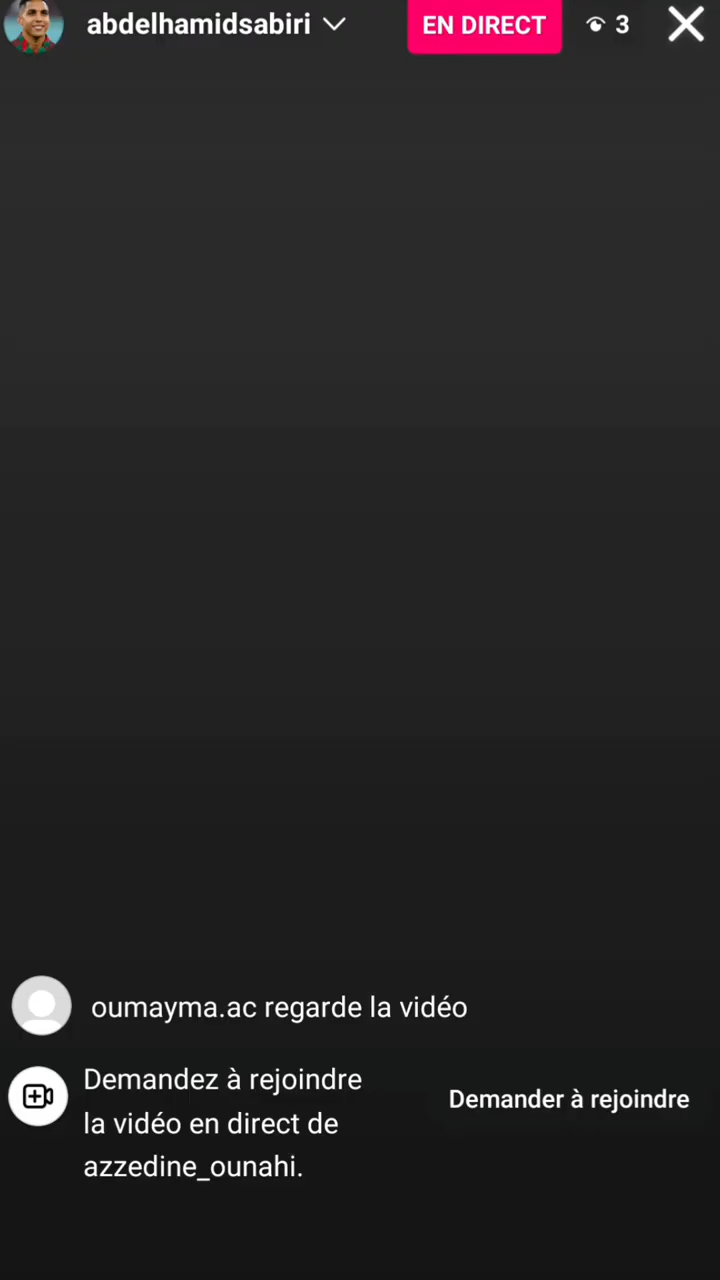 abdelhamidsabiri
EN DIRECT
3
oumayma.ac regarde la vidéo
Demandez à rejoindre
la vidéo en direct de
azzedine_ounahi.
Demander à rejoindre